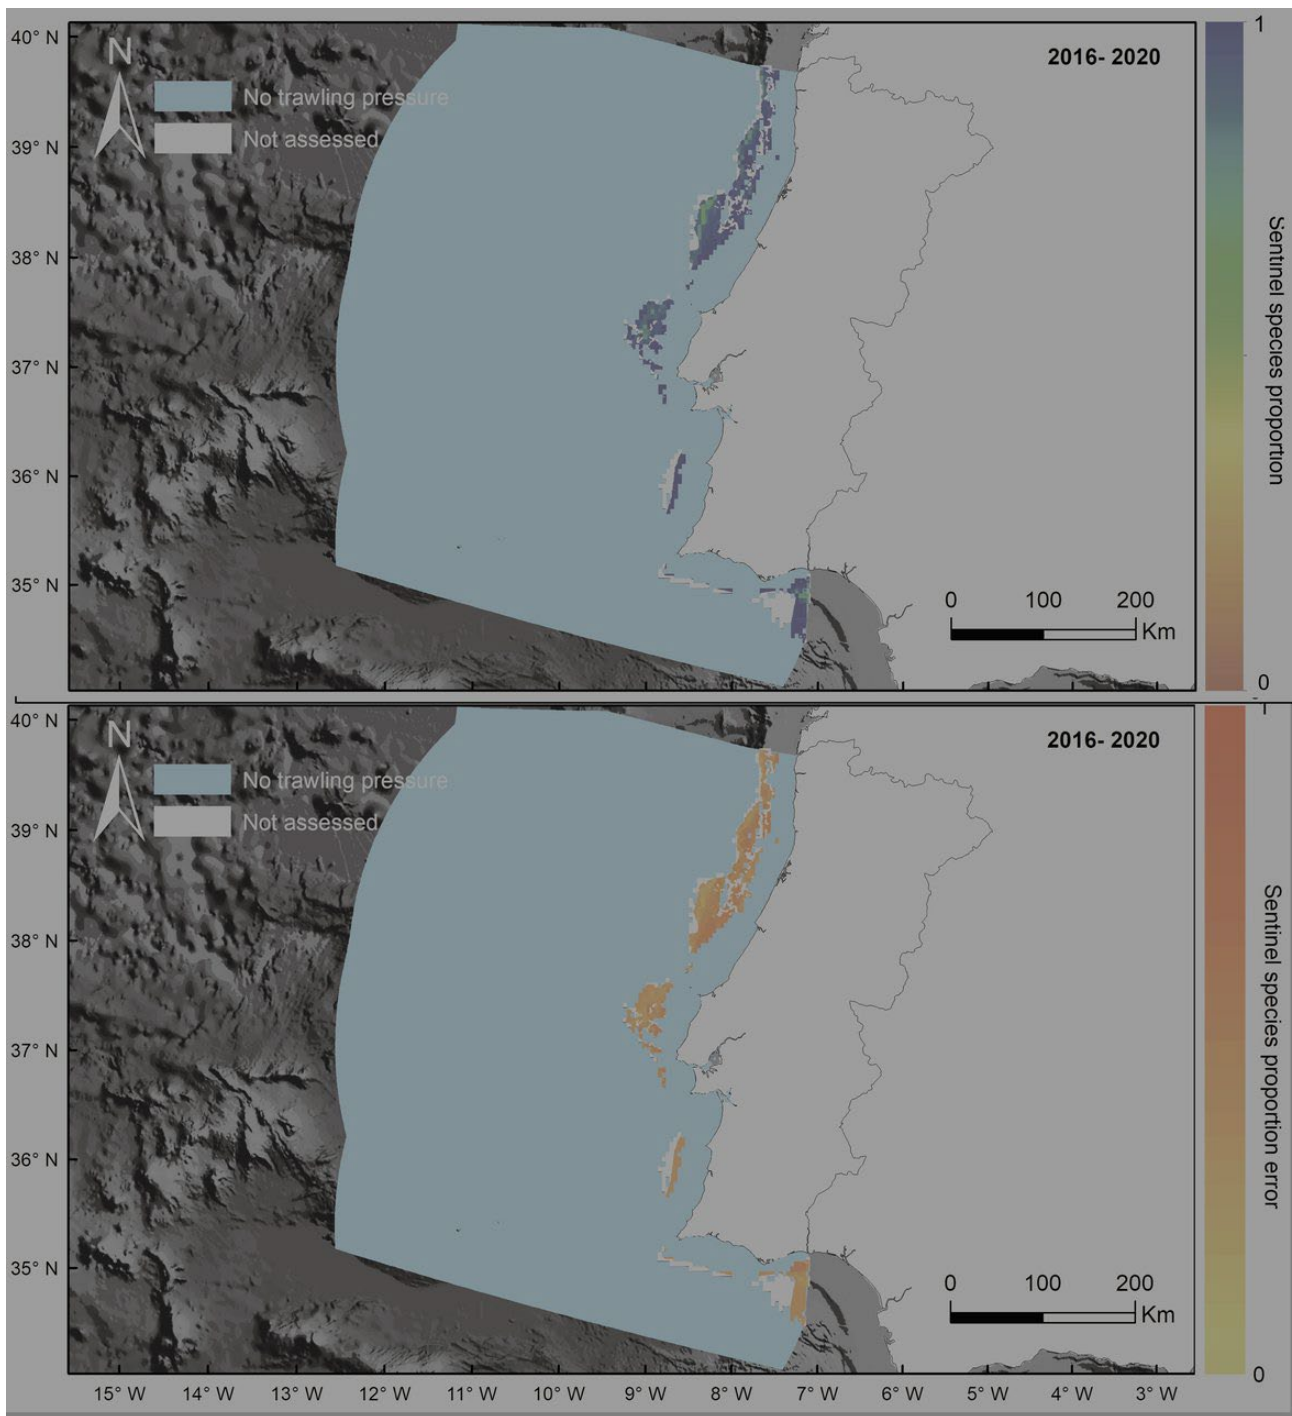 40° N
39° N
38° N
37° N
36° N
35° N
N
No trawling pressure
Not assessed
2016- 2020
0 100 200
Km
1
Sentinel species proportion
0
40° N
39° N
38° N
37° N
36° N
35° N
N
No trawling pressure
Not assessed
2016- 2020
0 100 200
Km
Sentinel species proportion error
0
15° W 14° W 13° W 12° W 11° W 10° W 9° W 8° W 7° W 6° W 5° W 4° W 3° W